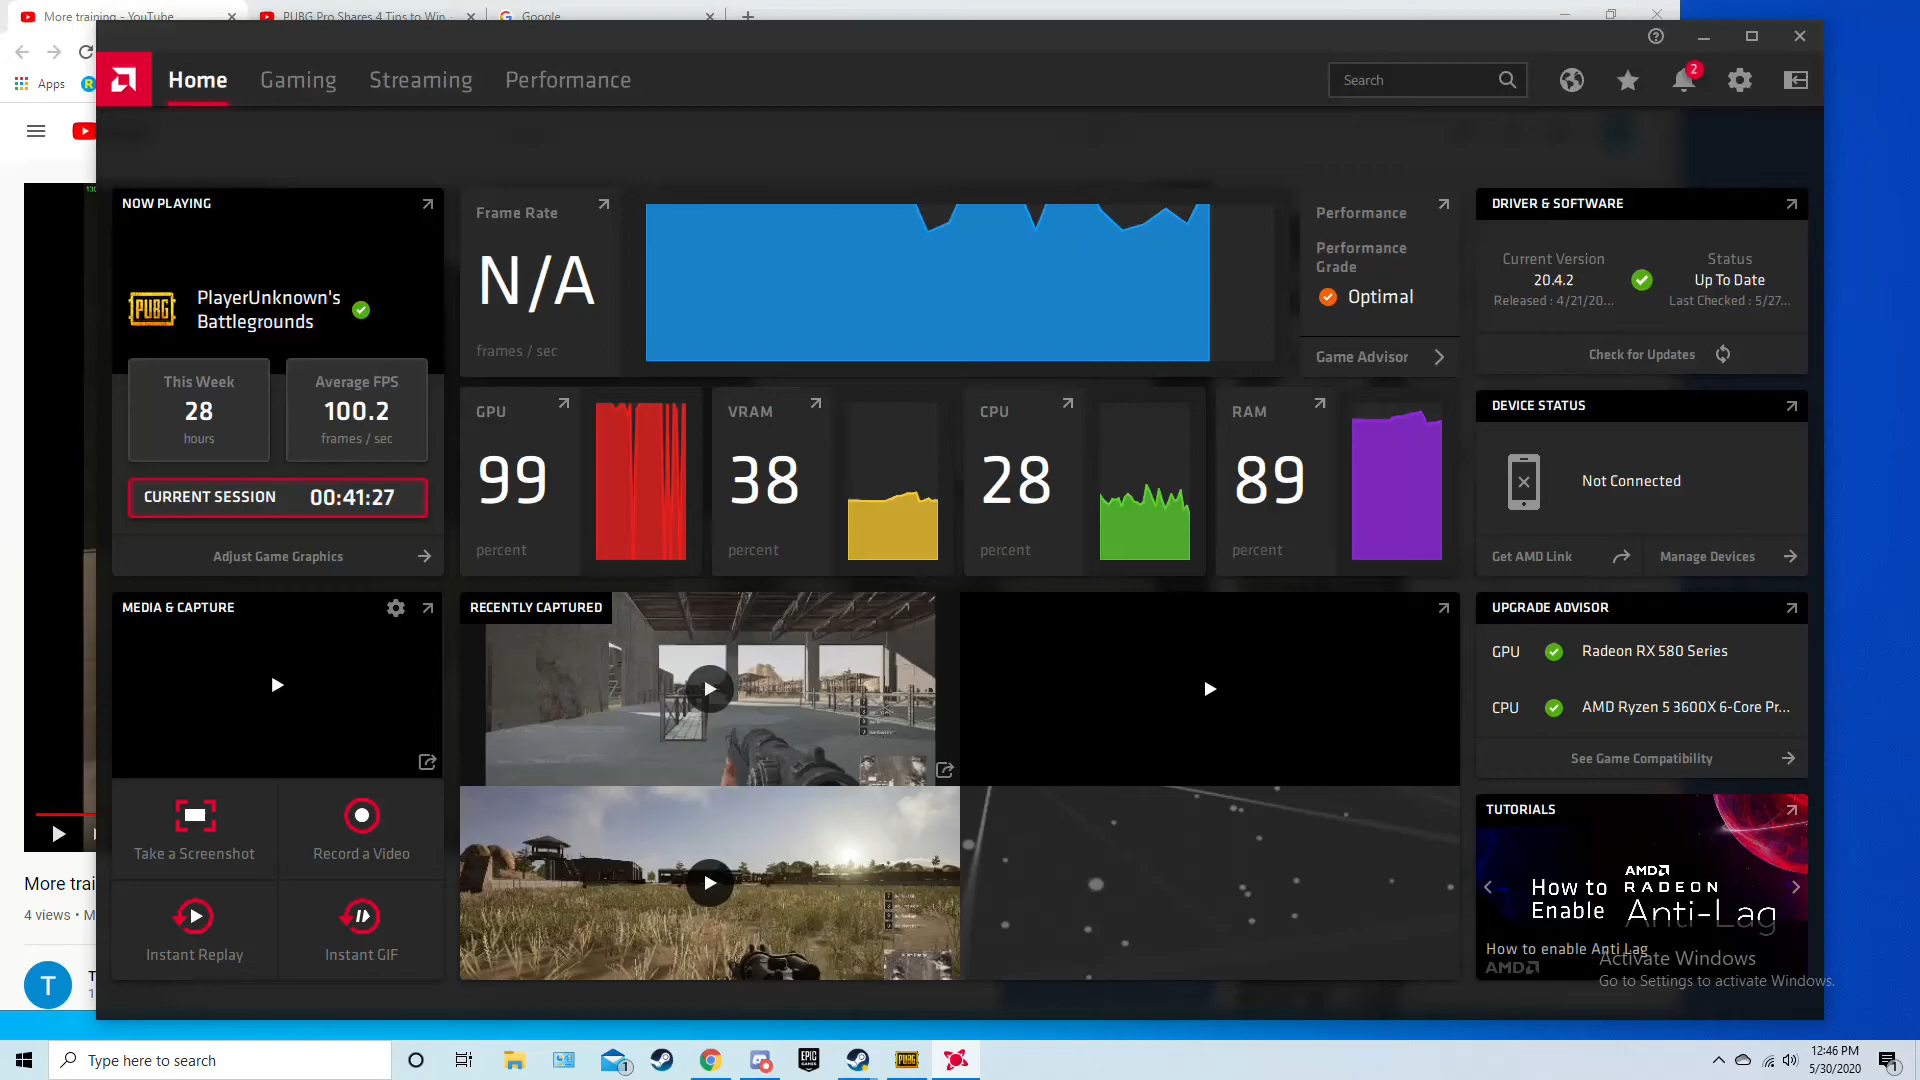 More training - YouTube
PUBG Pro Shares 4 Tips to Win
Google
Apps
R
Home
Gaming
Streaming
Performance
Search
2
NOW PLAYING
PUBG
PlayerUnknown's
Battlegrounds
This Week
28
hours
Average FPS
100.2
frames / sec
CURRENT SESSION 00:41:27
Adjust Game Graphics
Frame Rate
N/A
frames / sec
Performance
Performance
Grade
Optimal
Game Advisor
GPU
99
percent
VRAM
38
percent
CPU
28
percent
RAM
89
percent
DRIVER & SOFTWARE
Current Version
20.4.2
Released : 4/21/20...
Status
Up To Date
Last Checked : 5/27...
Check for Updates
DEVICE STATUS
Not Connected
Get AMD Link
Manage Devices
MEDIA & CAPTURE
Take a Screenshot
Record a Video
Instant Replay
Instant GIF
RECENTLY CAPTURED
UPGRADE ADVISOR
GPU Radeon RX 580 Series
CPU AMD Ryzen 5 3600X 6-Core Pr...
See Game Compatibility
TUTORIALS
How to
Enable
AMD
RADEON
Anti-Lag
How to enable Anti Lag
AMD
Activate Windows
Go to Settings to activate Windows.
More trai
4 views • M
T
T
1
Type here to search
1
EPIC
GAMES
PUBG
12:46 PM
5/30/2020
1